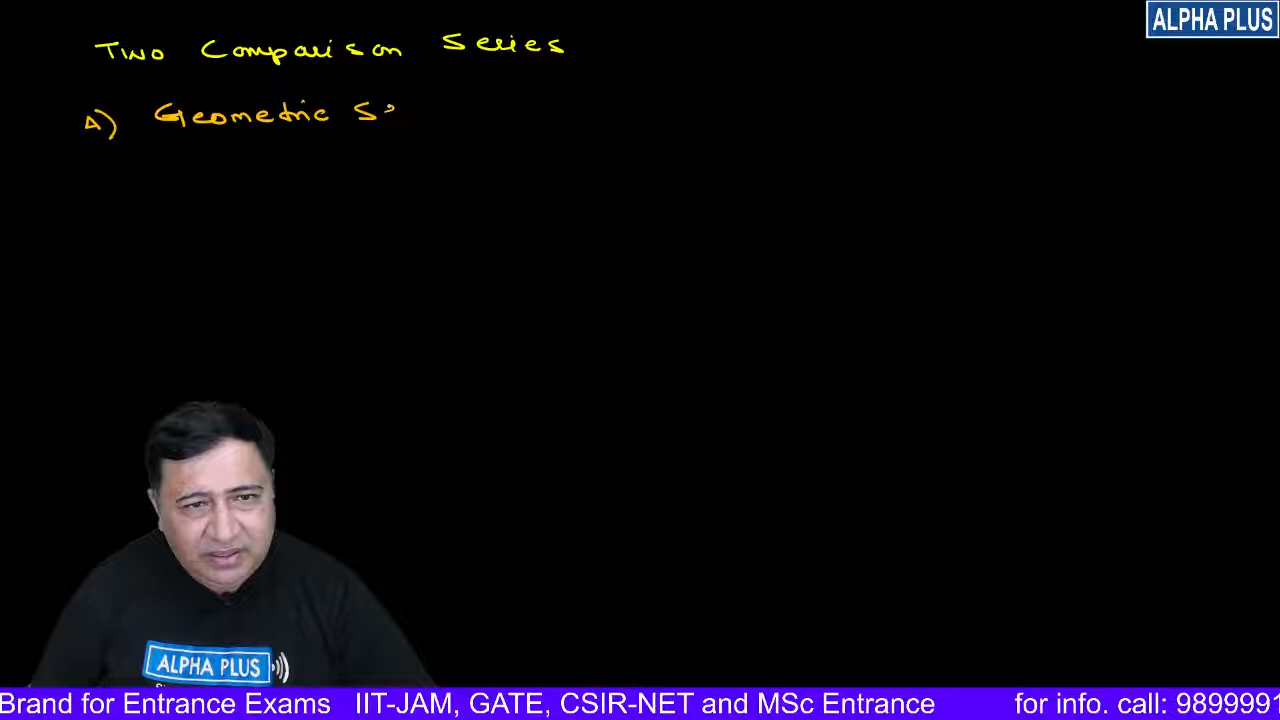 ALPHA PLUS
Two Comparison Series
A) Geometric S
ALPHA PLUS
Brand for Entrance Exams IIT-JAM, GATE, CSIR-NET and MSc Entrance for info. call: 9899991